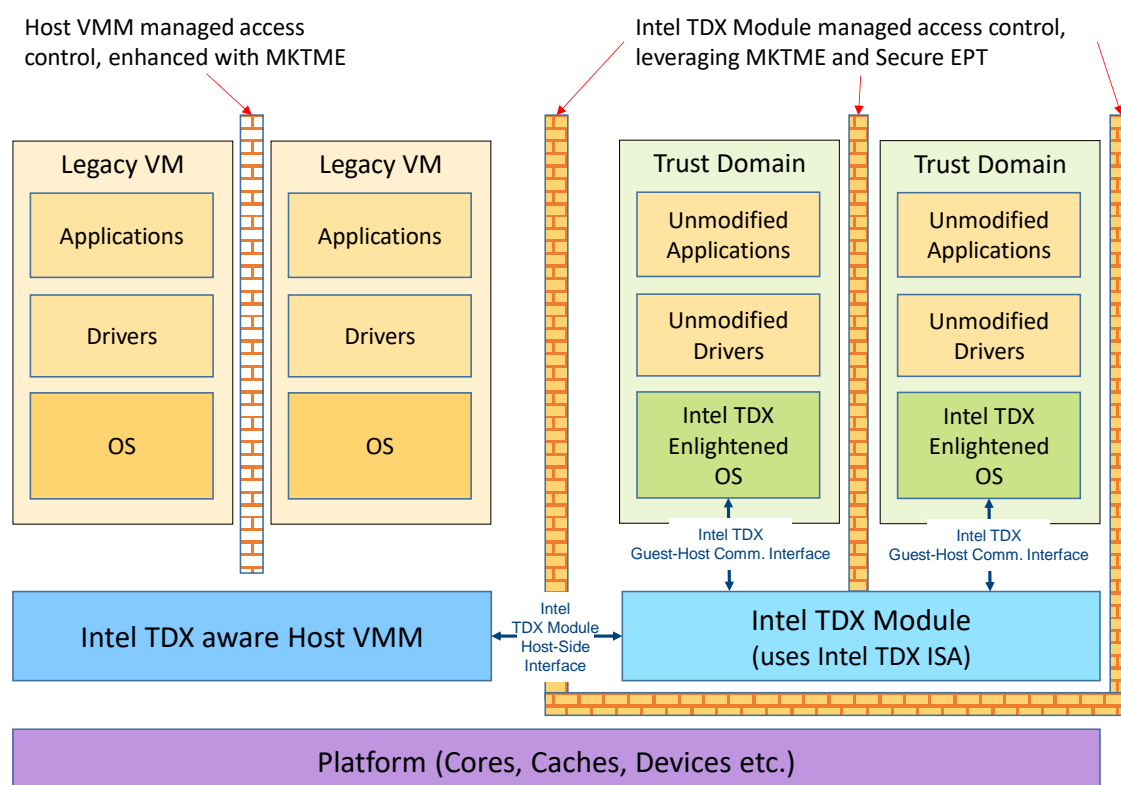 Host VMM managed access
control, enhanced with MKTME
Intel TDX Module managed access control,
leveraging MKTME and Secure EPT
Legacy VM
Applications
Drivers
OS
Legacy VM
Applications
Drivers
OS
Trust Domain
Unmodified
Applications
Unmodified
Drivers
Intel TDX
Enlightened
OS
Trust Domain
Unmodified
Applications
Unmodified
Drivers
Intel TDX
Enlightened
OS
Intel TDX
Guest-Host Comm. Interface
Intel TDX
Guest-Host Comm. Interface
Intel TDX aware Host VMM
Intel
TDX Module
Host-Side
Interface
Intel TDX Module
(uses Intel TDX ISA)
Platform (Cores, Caches, Devices etc.)